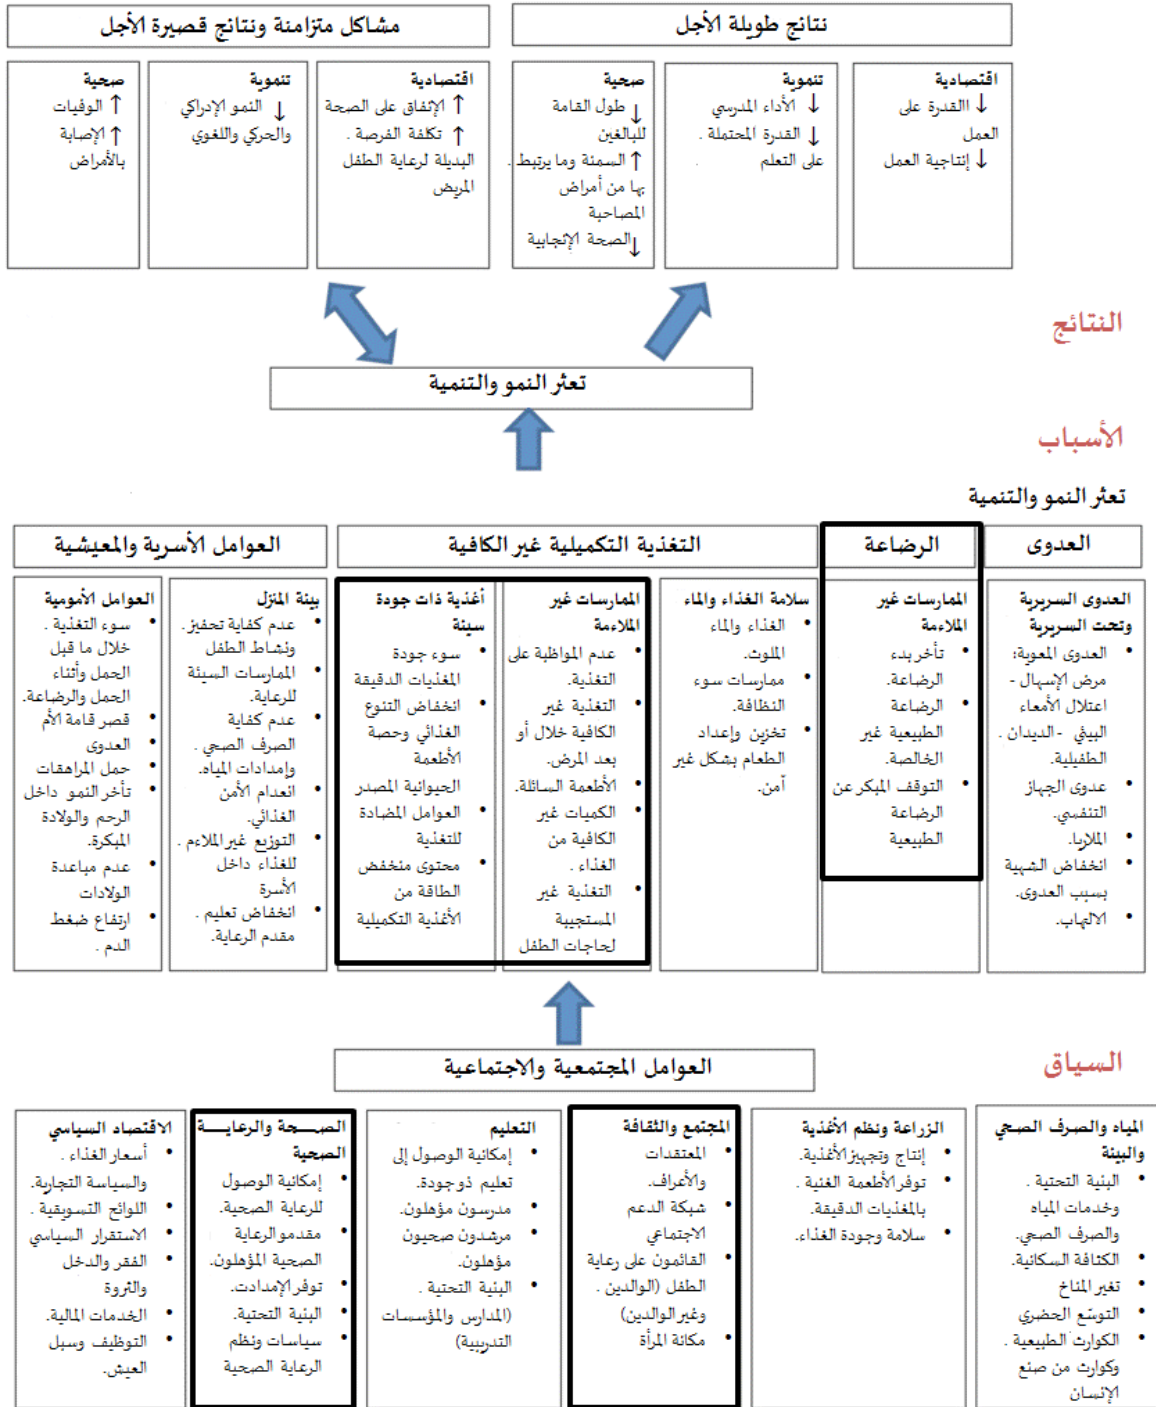 نتائج طويلة الأجل
مشاكل متزامنة ونتائج قصيرة الأجل
اقتصادية
↓ االقدرة على
العمل
↓ إنتاجية العمل
تنموية
↓ الأداء المدرسي
↓ القدرة المحتملة .
على التعلم .
صحية
↓ طول القامة
للبالغين
↑ السمنة وما يرتبط .
بها من أمراض
المصاحبة
↓ الصحة الإنجابية
اقتصادية
↑ الإنفاق على الصحة
↑ تكلفة الفرصة .
البديلة لرعاية الطفل
المريض
تنموية
↓ النمو الإدراكي
والحركي واللغوي
صحية
↑ الوفيات
↑ الإصابة
بالأمراض
النتائج
تعثر النمو والتنمية
الأسباب
تعثر النمو والتنمية
العدوى
الرضاعة
التغذية التكميلية غير الكافية
العوامل الأسرية والمعيشية
العدوى السريرية
وتحت السريرية
• العدوى المعوية:
مرض الإسهال -
اعتلال الأمعاء
البيئي -الديدان .
الطفيلية.
• عدوى الجهاز
التنفسي.
• الملاريا.
• انخفاض الشهية
بسبب العدوى.
• الالتهاب.
الممارسات غير
الملاءمة
• تأخر بدء
الرضاعة.
• الرضاعة
الطبيعية غير
الخالصة.
• التوقف المبكر عن
الرضاعة
الطبيعية
سلامة الغذاء والماء
• الغذاء والماء
الملوث.
• ممارسات سوء
النظافة.
• تخزين وإعداد
الطعام بشكل غير
آمن.
الممارسات غير
الملاءمة
• عدم المواظبة على
التغذية.
• التغذية غير
الكافية خلال أو
بعد المرض.
• الأطعمة السائلة.
• الكميات غير
الكافية من
الغذاء .
• التغذية غير
المستجيبة
لحاجات الطفل
أغذية ذات جودة
سيئة
• سوء جودة
المغذيات الدقيقة
• انخفاض التنوع
الغذائي وحصة
الأطعمة
الحيوانية المصدر
• العوامل المضادة
للتغذية
• محتوى منخفض
الطاقة من
الأغذية التكميلية
بيئة المنزل
• عدم كفاية تحفيز .
ونشاط الطفل
• الممارسات السيئة
للرعاية.
• عدم كفاية
الصرف الصحي .
وإمدادات المياه.
• انعدام الأمن
الغذائي.
• التوزيع غير الملاءم .
للغذاء داخل
الأسرة
• انخفاض تعليم .
مقدم الرعاية.
العوامل الأمومية
• سوء التغذية .
خلال ما قبل
الحمل وأثناء
الحمل والرضاعة.
• قصر قامة الأم
• العدوى
• حمل المراهقات
• تأخر النمو داخل
الرحم والولادة
المبكرة.
• عدم مباعدة
الولادات
• ارتفاع ضغط
الدم .
السياق
العوامل المجتمعية والاجتماعية
المياه والصرف الصحي
والبيئة
• البنية التحتية .
وخدمات المياه
والصرف الصحي.
• الكثافة السكانية.
• تغير المناخ
• التوسّع الحضري
• الكوارث الطبيعية .
وكوارث من صنع
الإنسان
الزراعة ونظم الأغذية
• إنتاج وتجهيز الأغذية.
• توفر الأطعمة الغنية .
بالمغذيات الدقيقة.
• سلامة وجودة الغذاء.
المجتمع والثقافة
• المعتقدات
والأعراف.
• شبكة الدعم
الاجتماعي
• القائمون على رعاية
الطفل (الوالدين .
وغير الوالدين)
• مكانة المرأة
التعليم
• إمكانية الوصول إلى
تعليم ذو جودة.
• مدرسون مؤهلون.
• مرشدون صحيون
مؤهلون.
• البنية التحتية .
(المدارس والمؤسسات
التدريبية)
الصـــحة والرعايـــة
الصحية
• إمكانية الوصول
للرعاية الصحية.
• مقدمو الرعاية
الصحية المؤهلون.
• توفر الإمدادت.
• البنية التحتية.
• سياسات ونظم
الرعاية الصحية
الاقتصاد السياسي
• أسعار الغذاء .
والسياسة التجارية.
• اللوائح التسويقية .
• الاستقرار السياسي
• الفقر والدخل
والثروة
• الخدمات المالية.
• التوظيف وسبل
العيش.